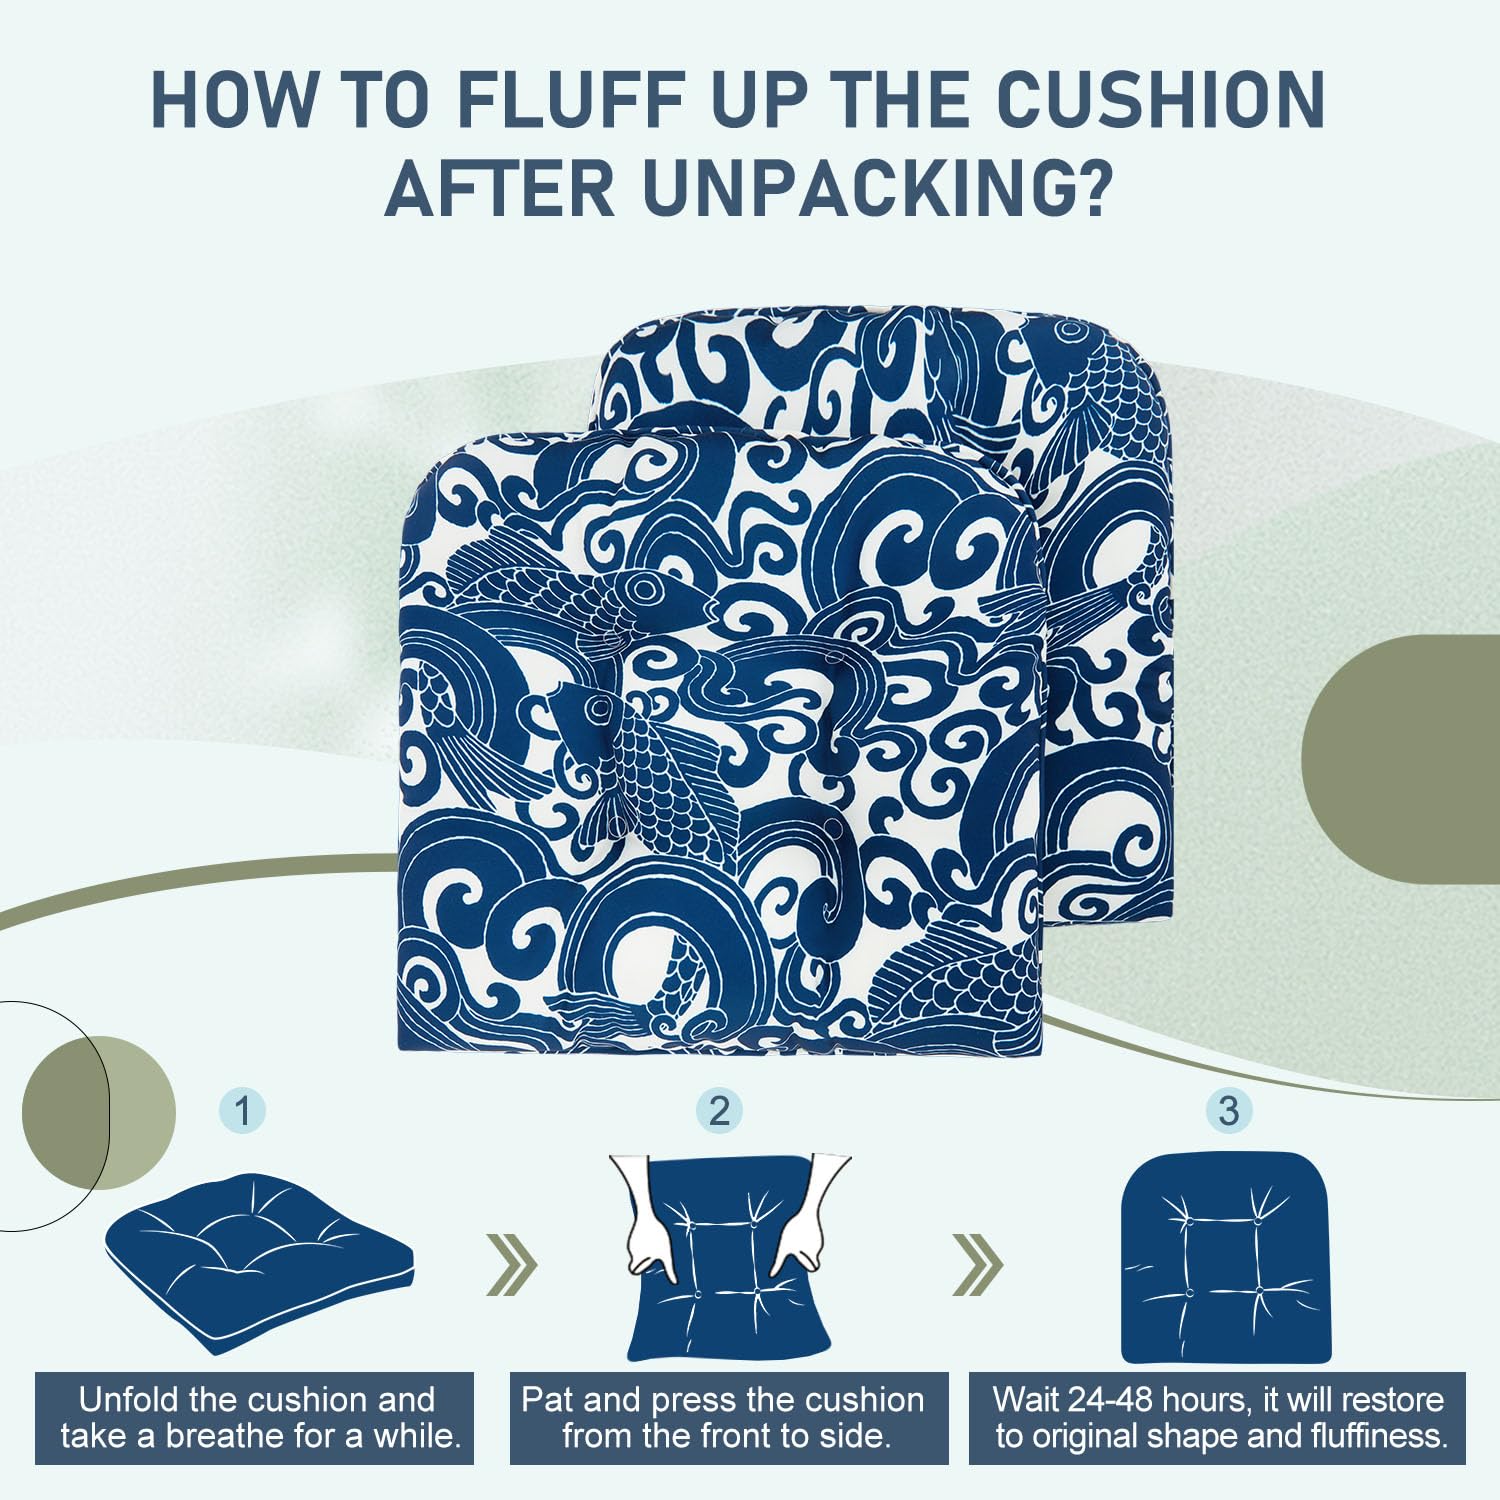 HOW TO FLUFF UP THE CUSHION
AFTER UNPACKING?
1
2
3
Unfold the cushion and
take a breathe for a while.
Pat and press the cushion
from the front to side.
Wait 24-48 hours, it will restore
to original shape and fluffiness.